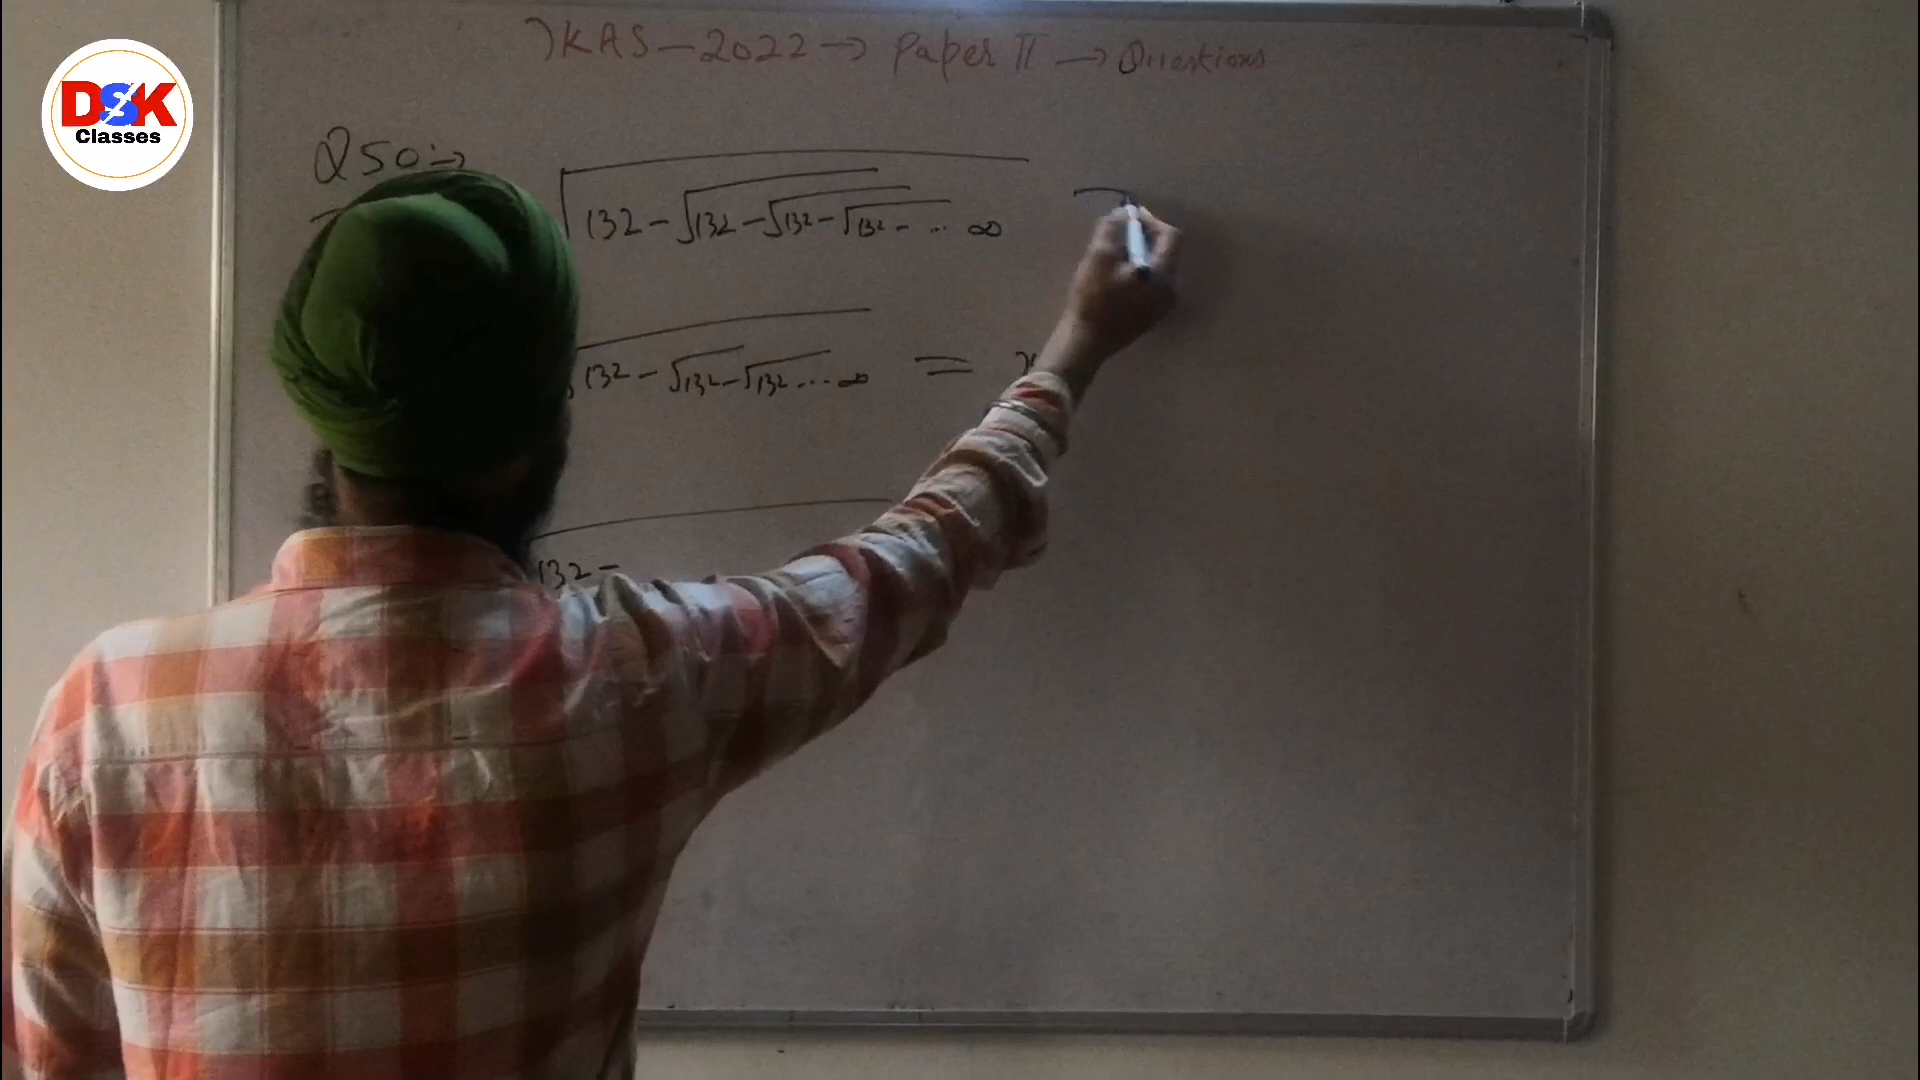 DSK
Classes
JKAS-2022→ Paper II → Questions
Q50:→
√132-√132-√132-√132-... ∞
√132-√132-√132...∞ = x
132-